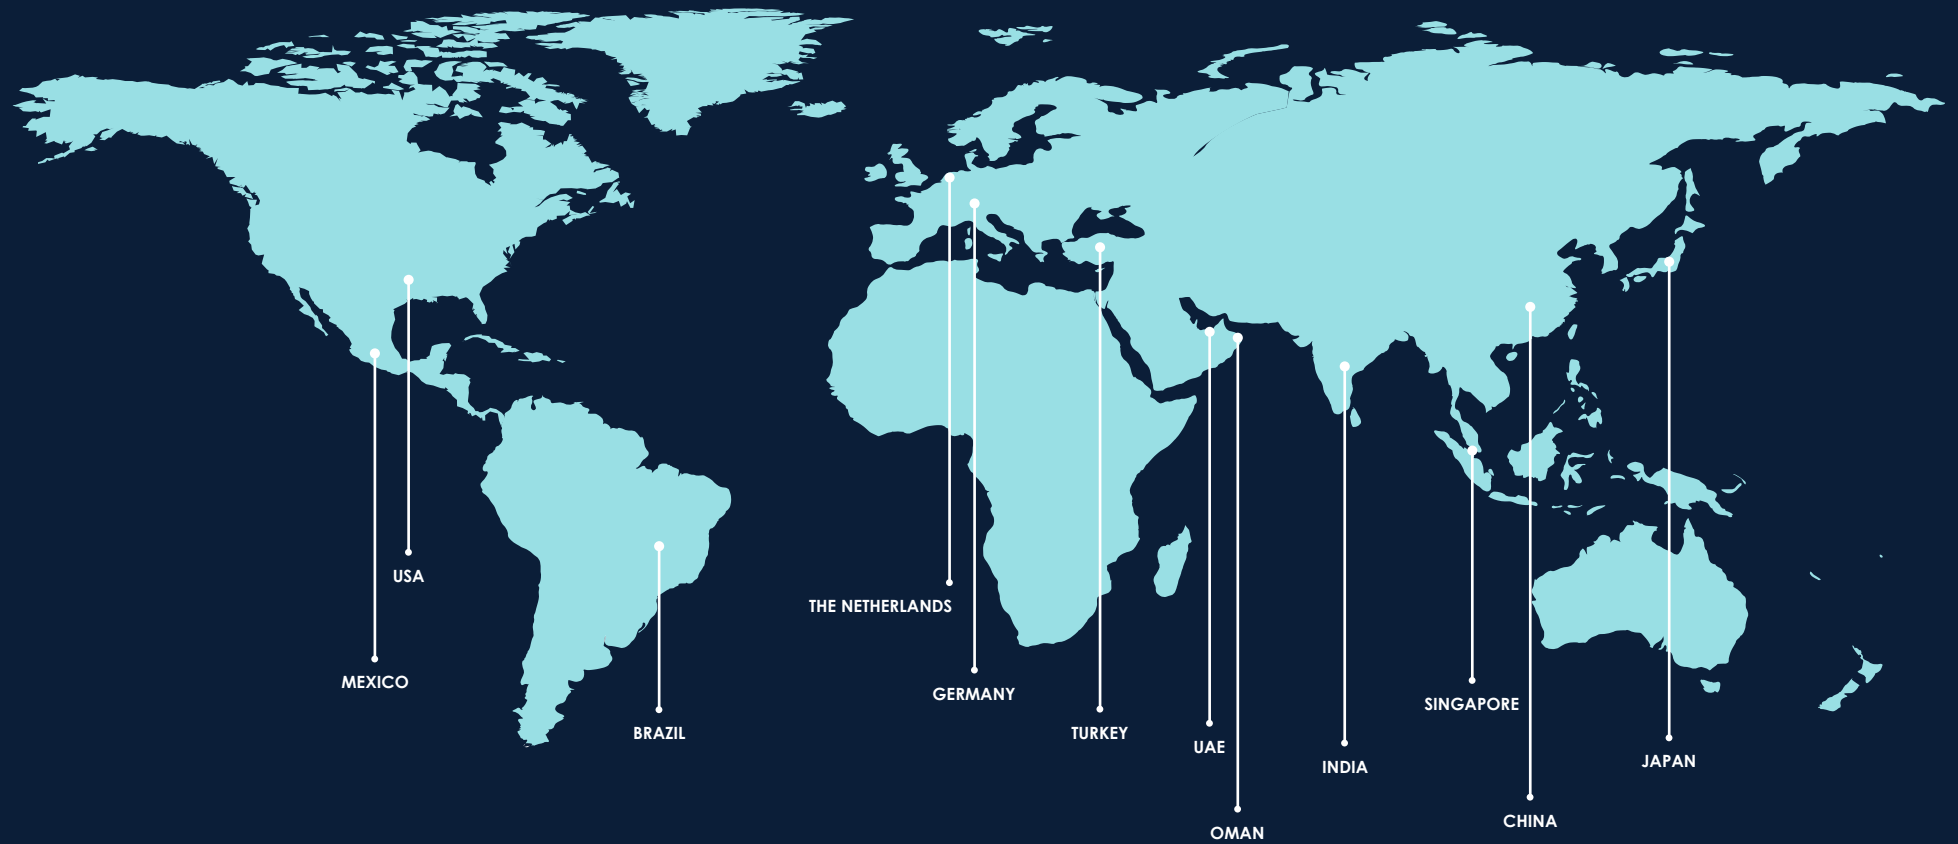 USA
THE NETHERLANDS
MEXICO
GERMANY
SINGAPORE
BRAZIL
TURKEY
UAE
JAPAN
INDIA
CHINA
OMAN